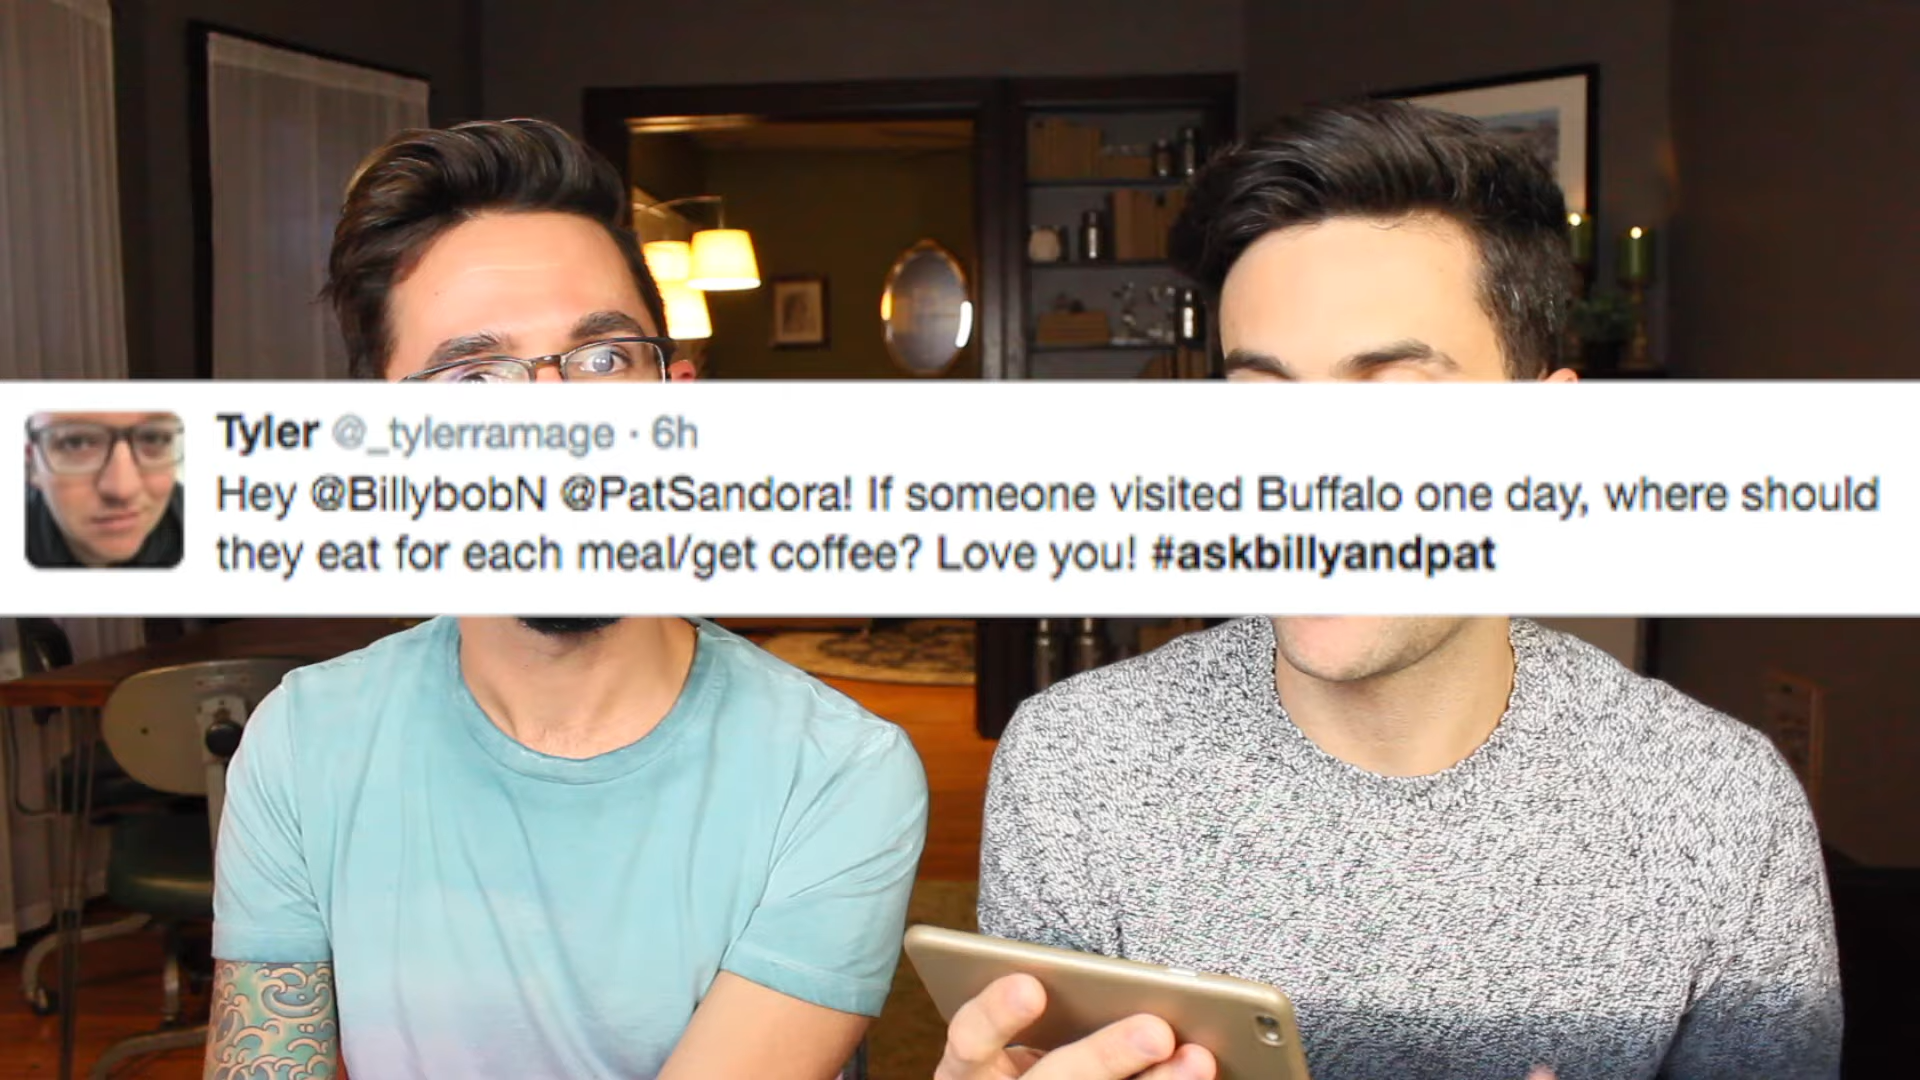 Tyler @_tylerramage · 6h
Hey @BillybobN @PatSandora! If someone visited Buffalo one day, where should
they eat for each meal/get coffee? Love you! #askbillyandpat